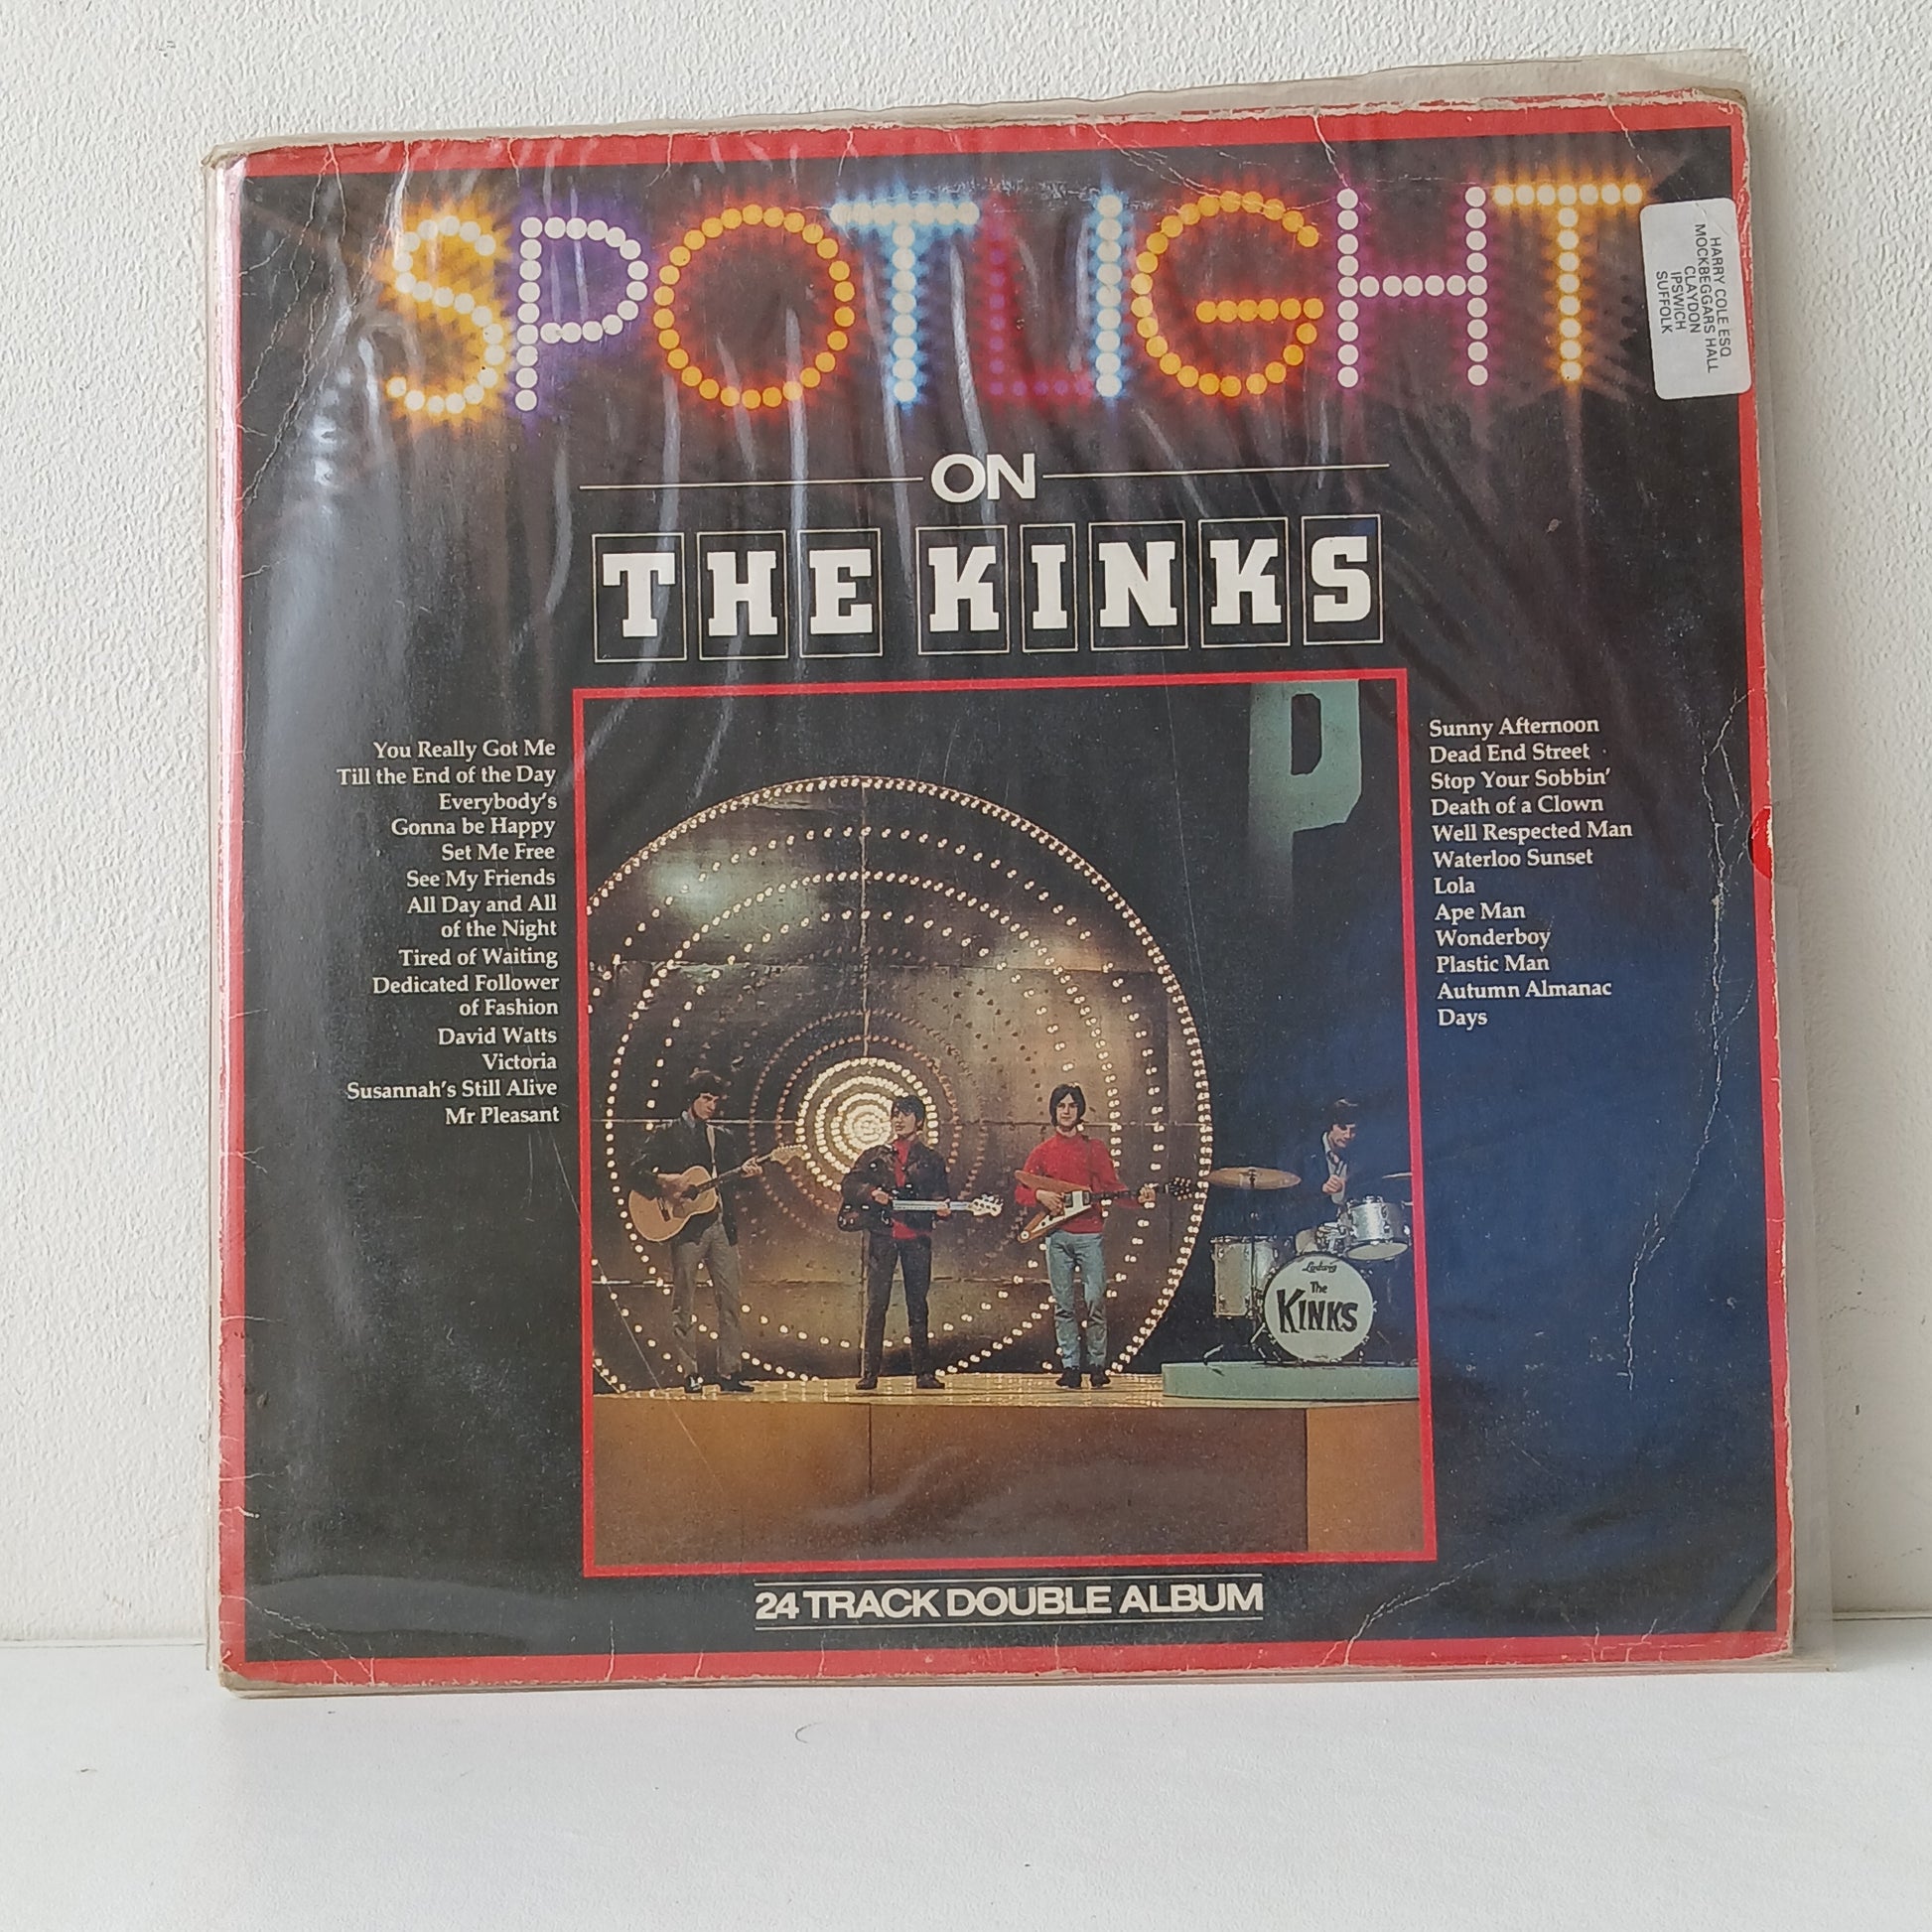 SPOTLIGHT
HARRY COLE ESQ
MOCKBEGGARS HALL
CLAYDON
IPSWICH
SUFFOLK
ON
THE KINKS
You Really Got Me
Till the End of the Day
Everybody's
Gonna be Happy
Set Me Free
See My Friends
All Day and All
of the Night
Tired of Waiting
Dedicated Follower
of Fashion
David Watts
Victoria
Susannah's Still Alive
Mr Pleasant
P
Sunny Afternoon
Dead End Street
Stop Your Sobbin'
Death of a Clown
Well Respected Man
Waterloo Sunset
Lola
Ape Man
Wonderboy
Plastic Man
Autumn Almanac
Days
Ludwig
The
KINKS
24 TRACK DOUBLE ALBUM